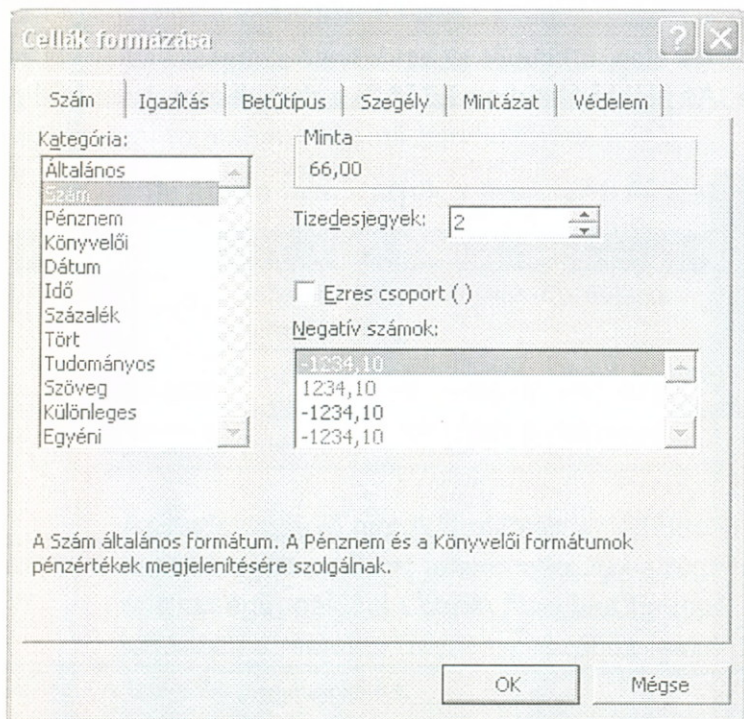 Cellák formázása
Szám Igazítás Betűtípus Szegély Mintázat Védelem
Kategória:
Általános
Szám
Pénznem
Könyvelői
Dátum
Idő
Százalék
Tört
Tudományos
Szöveg
Különleges
Egyéni
Minta
66,00
Tizedesjegyek: 2
Ezres csoport ( )
Negatív számok:
-1234,10
1234,10
-1234,10
-1234,10
A Szám általános formátum. A Pénznem és a Könyvelői formátumok
pénzértékek megjelenítésére szolgálnak.
OK Mégse